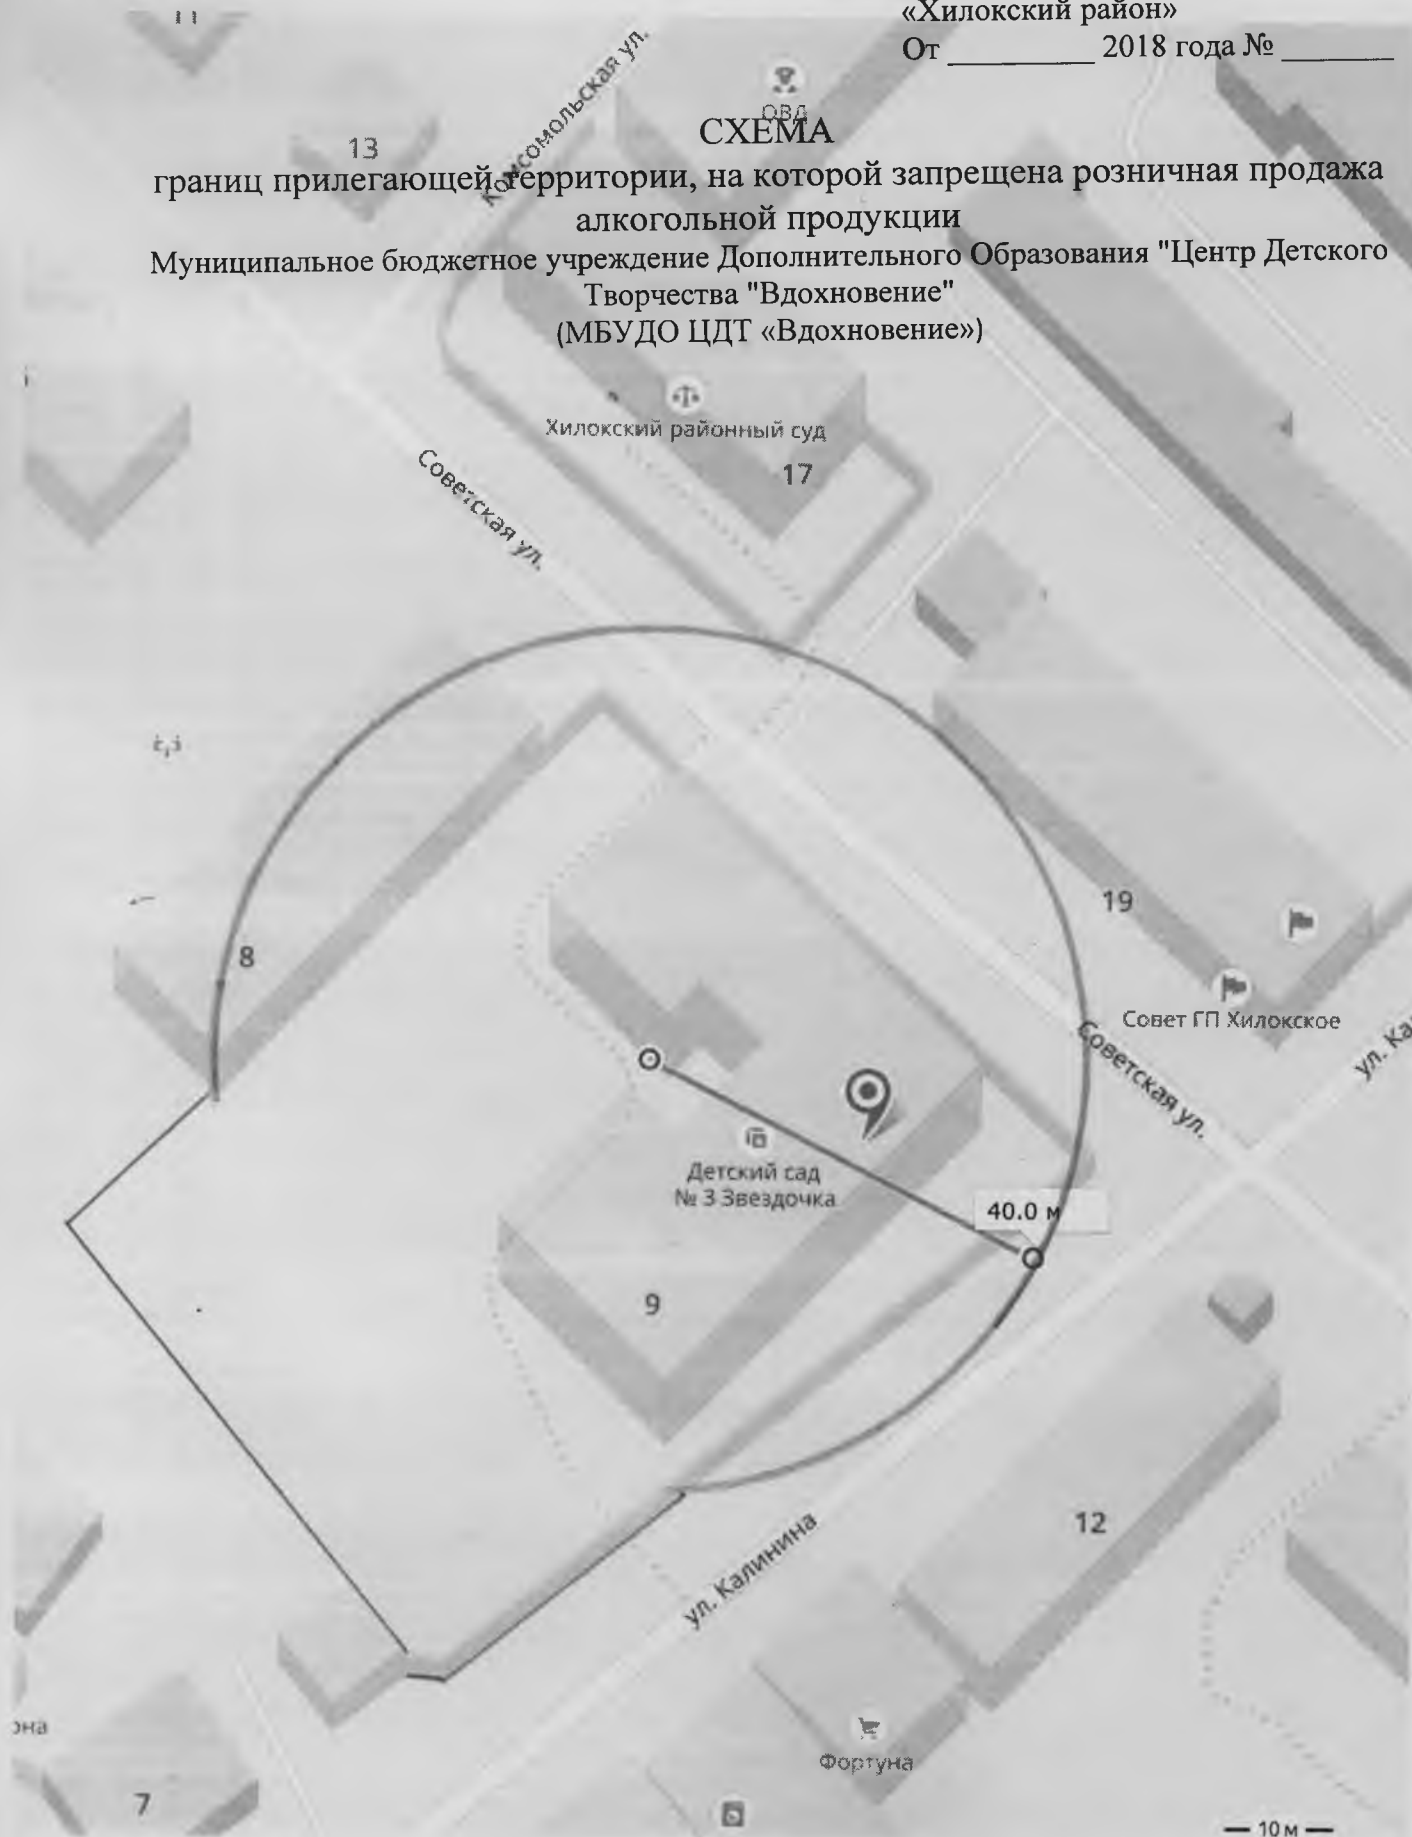 «Хилокский район»
От __________ 2018 года № ________
СХЕМА
границ прилегающей территории, на которой запрещена розничная продажа
алкогольной продукции
Муниципальное бюджетное учреждение Дополнительного Образования "Центр Детского
Творчества "Вдохновение"
(МБУДО ЦДТ «Вдохновение»)
11
Комсомольская ул.
ОВД
13
Хилокский районный суд
17
Советская ул.
8
19
Совет ГП Хилокское
Советская ул.
ул. Ка
Детский сад
№ 3 Звездочка
40.0 м
9
12
ул. Калинина
Фортуна
7
10 м